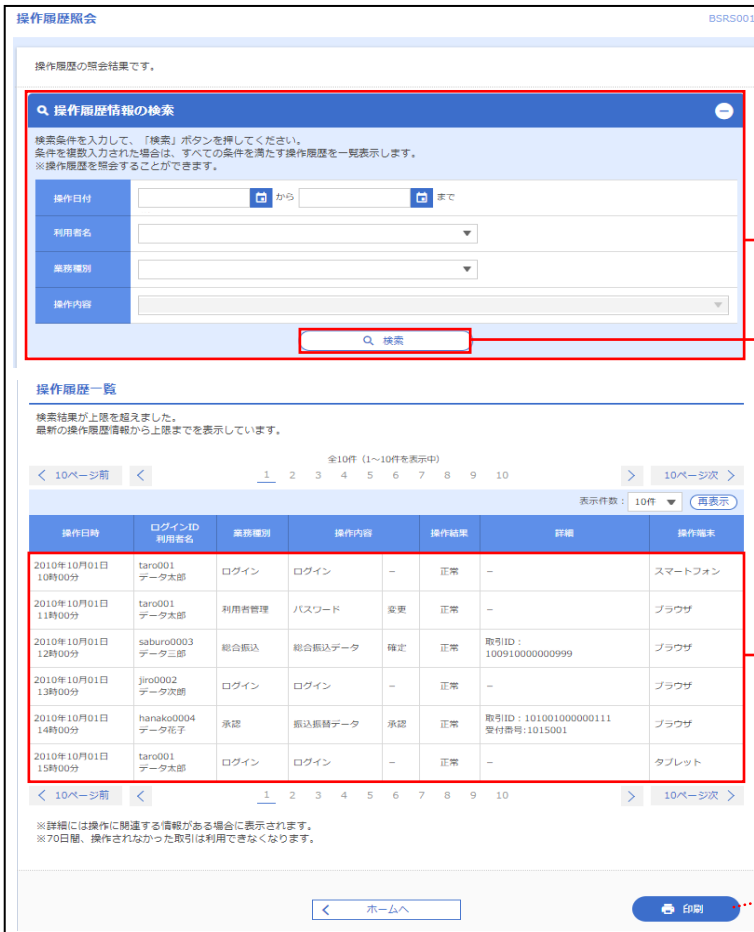 操作履歴照会
BSRS001
操作履歴の照会結果です。
操作履歴情報の検索
検索条件を入力して、「検索」ボタンを押してください。
条件を複数入力された場合は、すべての条件を満たす操作履歴を一覧表示します。
※操作履歴を照会することができます。
操作日付 から まで
利用者名
業務種別
操作内容
検索
操作履歴一覧
検索結果が上限を超えました。
最新の操作履歴情報から上限までを表示しています。
全10件（1～10件を表示中）
10ページ前 1 2 3 4 5 6 7 8 9 10 10ページ次
表示件数： 10件 再表示
操作日時 ログインID 利用者名 業務種別 操作内容 操作結果 詳細 操作端末
2010年10月01日 10時00分 taro001 データ太郎 ログイン ログイン － 正常 － スマートフォン
2010年10月01日 11時00分 taro001 データ太郎 利用者管理 パスワード 変更 正常 － ブラウザ
2010年10月01日 12時00分 saburo0003 データ三郎 総合振込 総合振込データ 確定 正常 取引ID： 100910000000999 ブラウザ
2010年10月01日 13時00分 jiro0002 データ次朗 ログイン ログイン － 正常 － ブラウザ
2010年10月01日 14時00分 hanako0004 データ花子 承認 振込振替データ 承認 正常 取引ID：101001000000111 受付番号:1015001 ブラウザ
2010年10月01日 15時00分 taro001 データ太郎 ログイン ログイン － 正常 － タブレット
10ページ前 1 2 3 4 5 6 7 8 9 10 10ページ次
※詳細には操作に関連する情報がある場合に表示されます。
※70日間、操作されなかった取引は利用できなくなります。
ホームへ
印刷